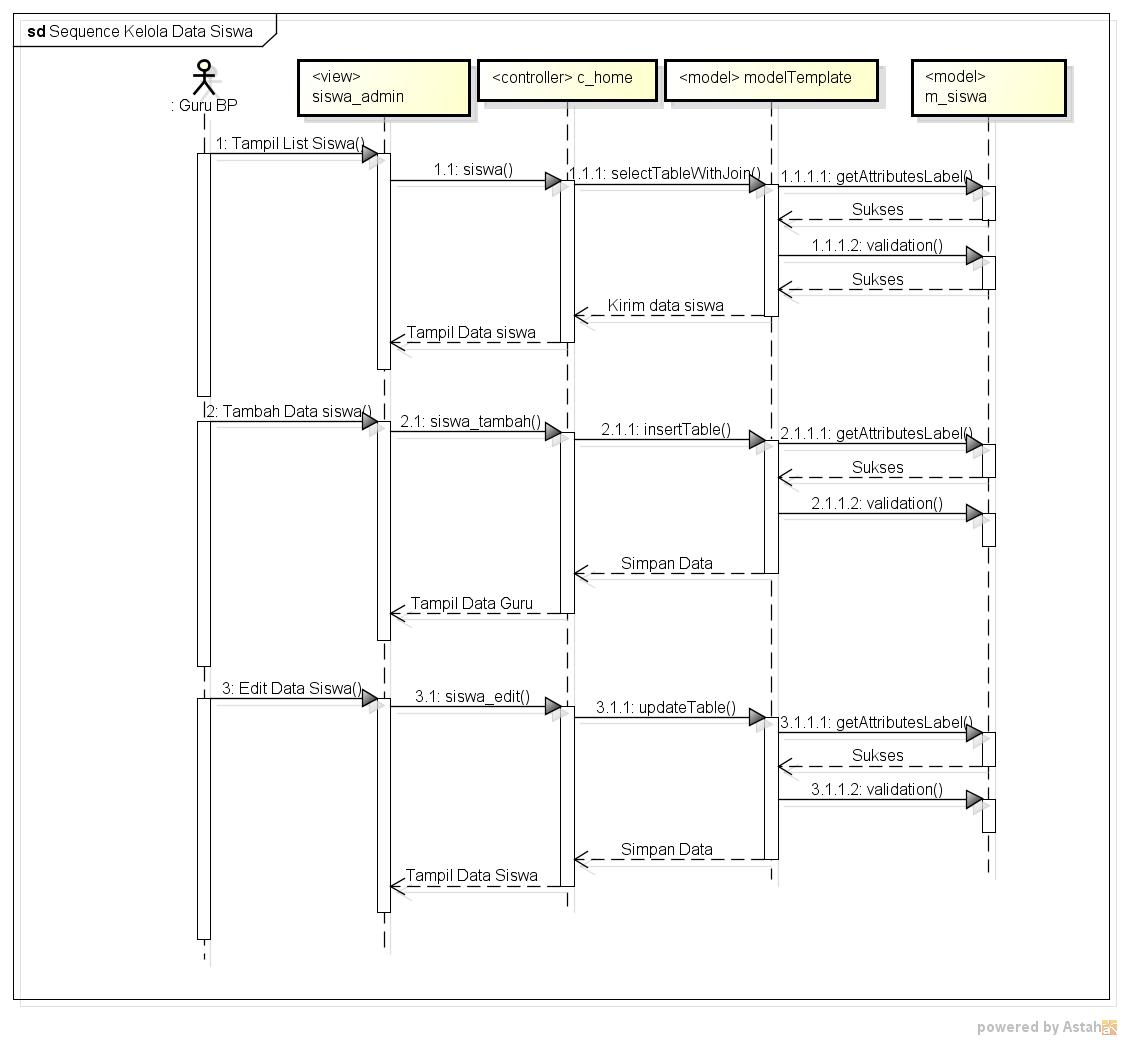 sd Sequence Kelola Data Siswa
: Guru BP
<view>
siswa_admin
<controller> c_home
<model> modelTemplate
<model>
m_siswa
1: Tampil List Siswa()
1.1: siswa()
1.1.1: selectTableWithJoin()
1.1.1.1: getAttributesLabel()
Sukses
1.1.1.2: validation()
Sukses
Kirim data siswa
Tampil Data siswa
2: Tambah Data siswa()
2.1: siswa_tambah()
2.1.1: insertTable()
2.1.1.1: getAttributesLabel()
Sukses
2.1.1.2: validation()
Simpan Data
Tampil Data Guru
3: Edit Data Siswa()
3.1: siswa_edit()
3.1.1: updateTable()
3.1.1.1: getAttributesLabel()
Sukses
3.1.1.2: validation()
Simpan Data
Tampil Data Siswa
powered by Astah